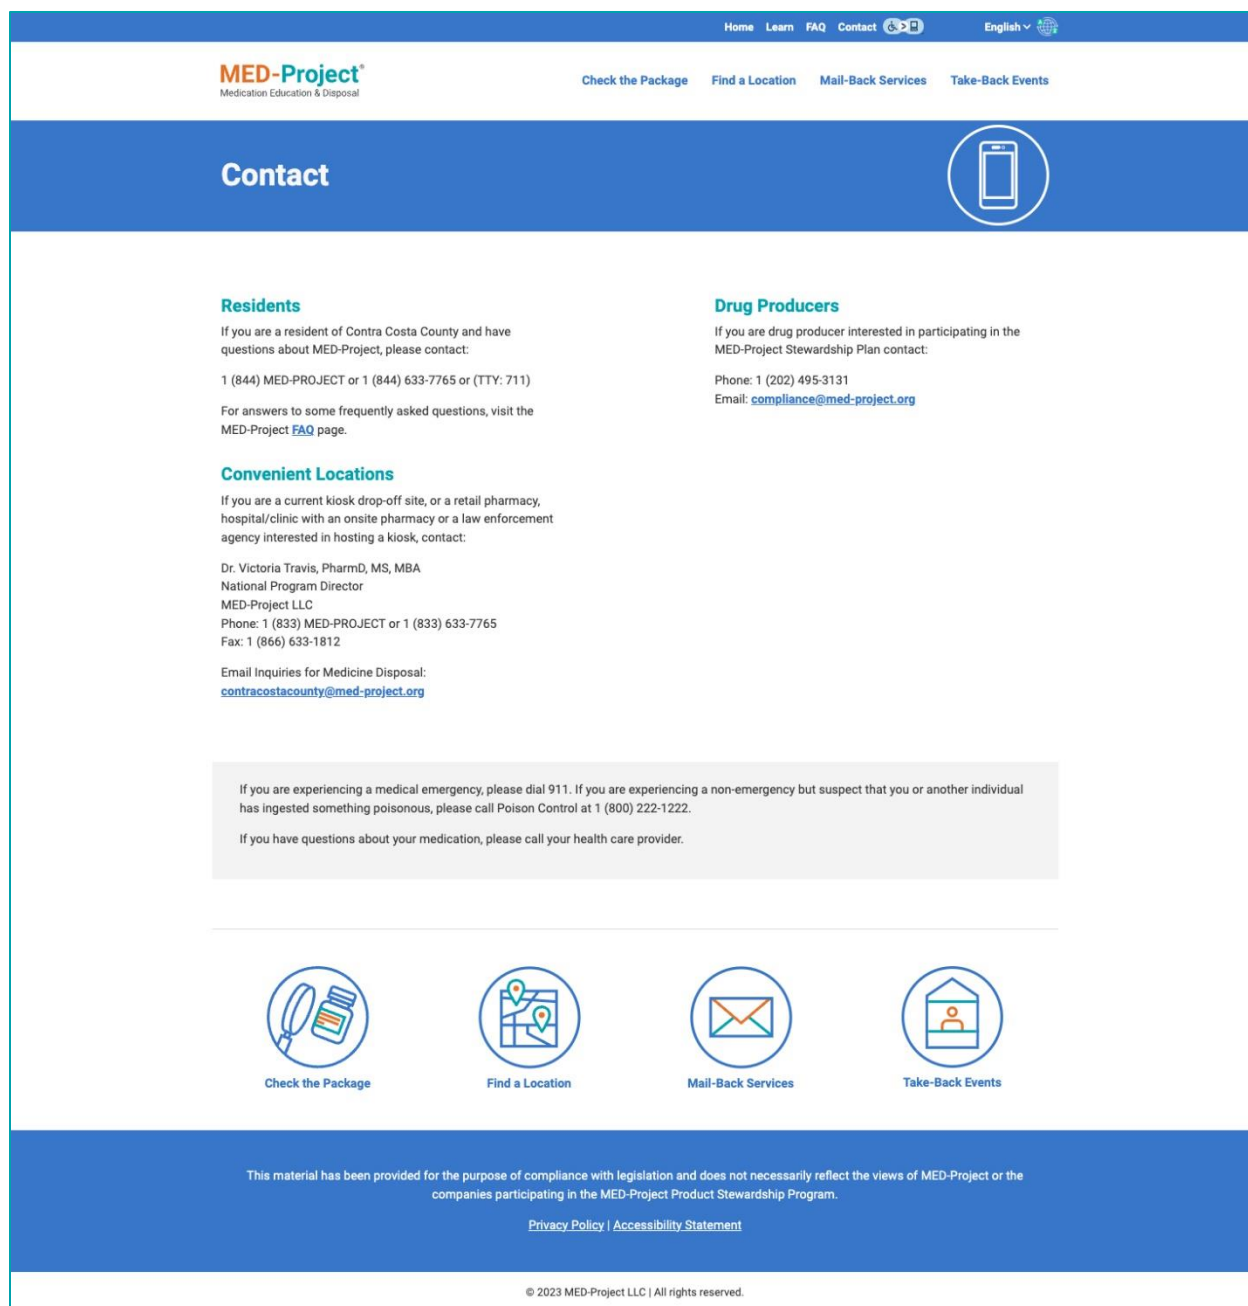 Home Learn FAQ Contact English
MED-Project®
Medication Education & Disposal
Check the Package Find a Location Mail-Back Services Take-Back Events
Contact
Residents
If you are a resident of Contra Costa County and have
questions about MED-Project, please contact:
1 (844) MED-PROJECT or 1 (844) 633-7765 or (TTY: 711)
For answers to some frequently asked questions, visit the
MED-Project FAQ page.
Convenient Locations
If you are a current kiosk drop-off site, or a retail pharmacy,
hospital/clinic with an onsite pharmacy or a law enforcement
agency interested in hosting a kiosk, contact:
Dr. Victoria Travis, PharmD, MS, MBA
National Program Director
MED-Project LLC
Phone: 1 (833) MED-PROJECT or 1 (833) 633-7765
Fax: 1 (866) 633-1812
Email Inquiries for Medicine Disposal:
contracostacounty@med-project.org
Drug Producers
If you are drug producer interested in participating in the
MED-Project Stewardship Plan contact:
Phone: 1 (202) 495-3131
Email: compliance@med-project.org
If you are experiencing a medical emergency, please dial 911. If you are experiencing a non-emergency but suspect that you or another individual
has ingested something poisonous, please call Poison Control at 1 (800) 222-1222.
If you have questions about your medication, please call your health care provider.
Check the Package Find a Location Mail-Back Services Take-Back Events
This material has been provided for the purpose of compliance with legislation and does not necessarily reflect the views of MED-Project or the
companies participating in the MED-Project Product Stewardship Program.
Privacy Policy | Accessibility Statement
© 2023 MED-Project LLC | All rights reserved.